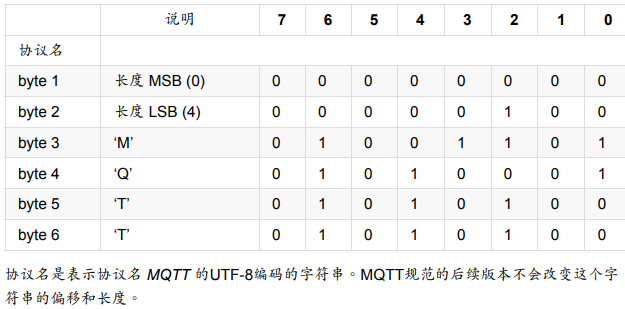 说明 7 6 5 4 3 2 1 0
协议名
byte 1 长度 MSB (0) 0 0 0 0 0 0 0 0
byte 2 长度 LSB (4) 0 0 0 0 0 1 0 0
byte 3 ‘M’ 0 1 0 0 1 1 0 1
byte 4 ‘Q’ 0 1 0 1 0 0 0 1
byte 5 ‘T’ 0 1 0 1 0 1 0 0
byte 6 ‘T’ 0 1 0 1 0 1 0 0
协议名是表示协议名 MQTT 的UTF-8编码的字符串。MQTT规范的后续版本不会改变这个字
符串的偏移和长度。